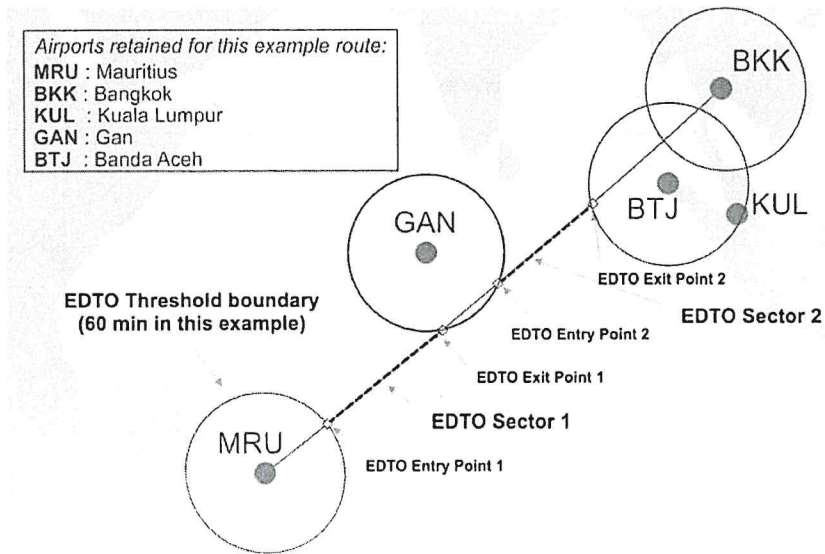 Airports retained for this example route:
MRU : Mauritius
BKK : Bangkok
KUL : Kuala Lumpur
GAN : Gan
BTJ : Banda Aceh
BKK
BTJ
KUL
GAN
EDTO Exit Point 2
EDTO Threshold boundary
(60 min in this example)
EDTO Sector 2
EDTO Entry Point 2
EDTO Exit Point 1
EDTO Sector 1
MRU
EDTO Entry Point 1